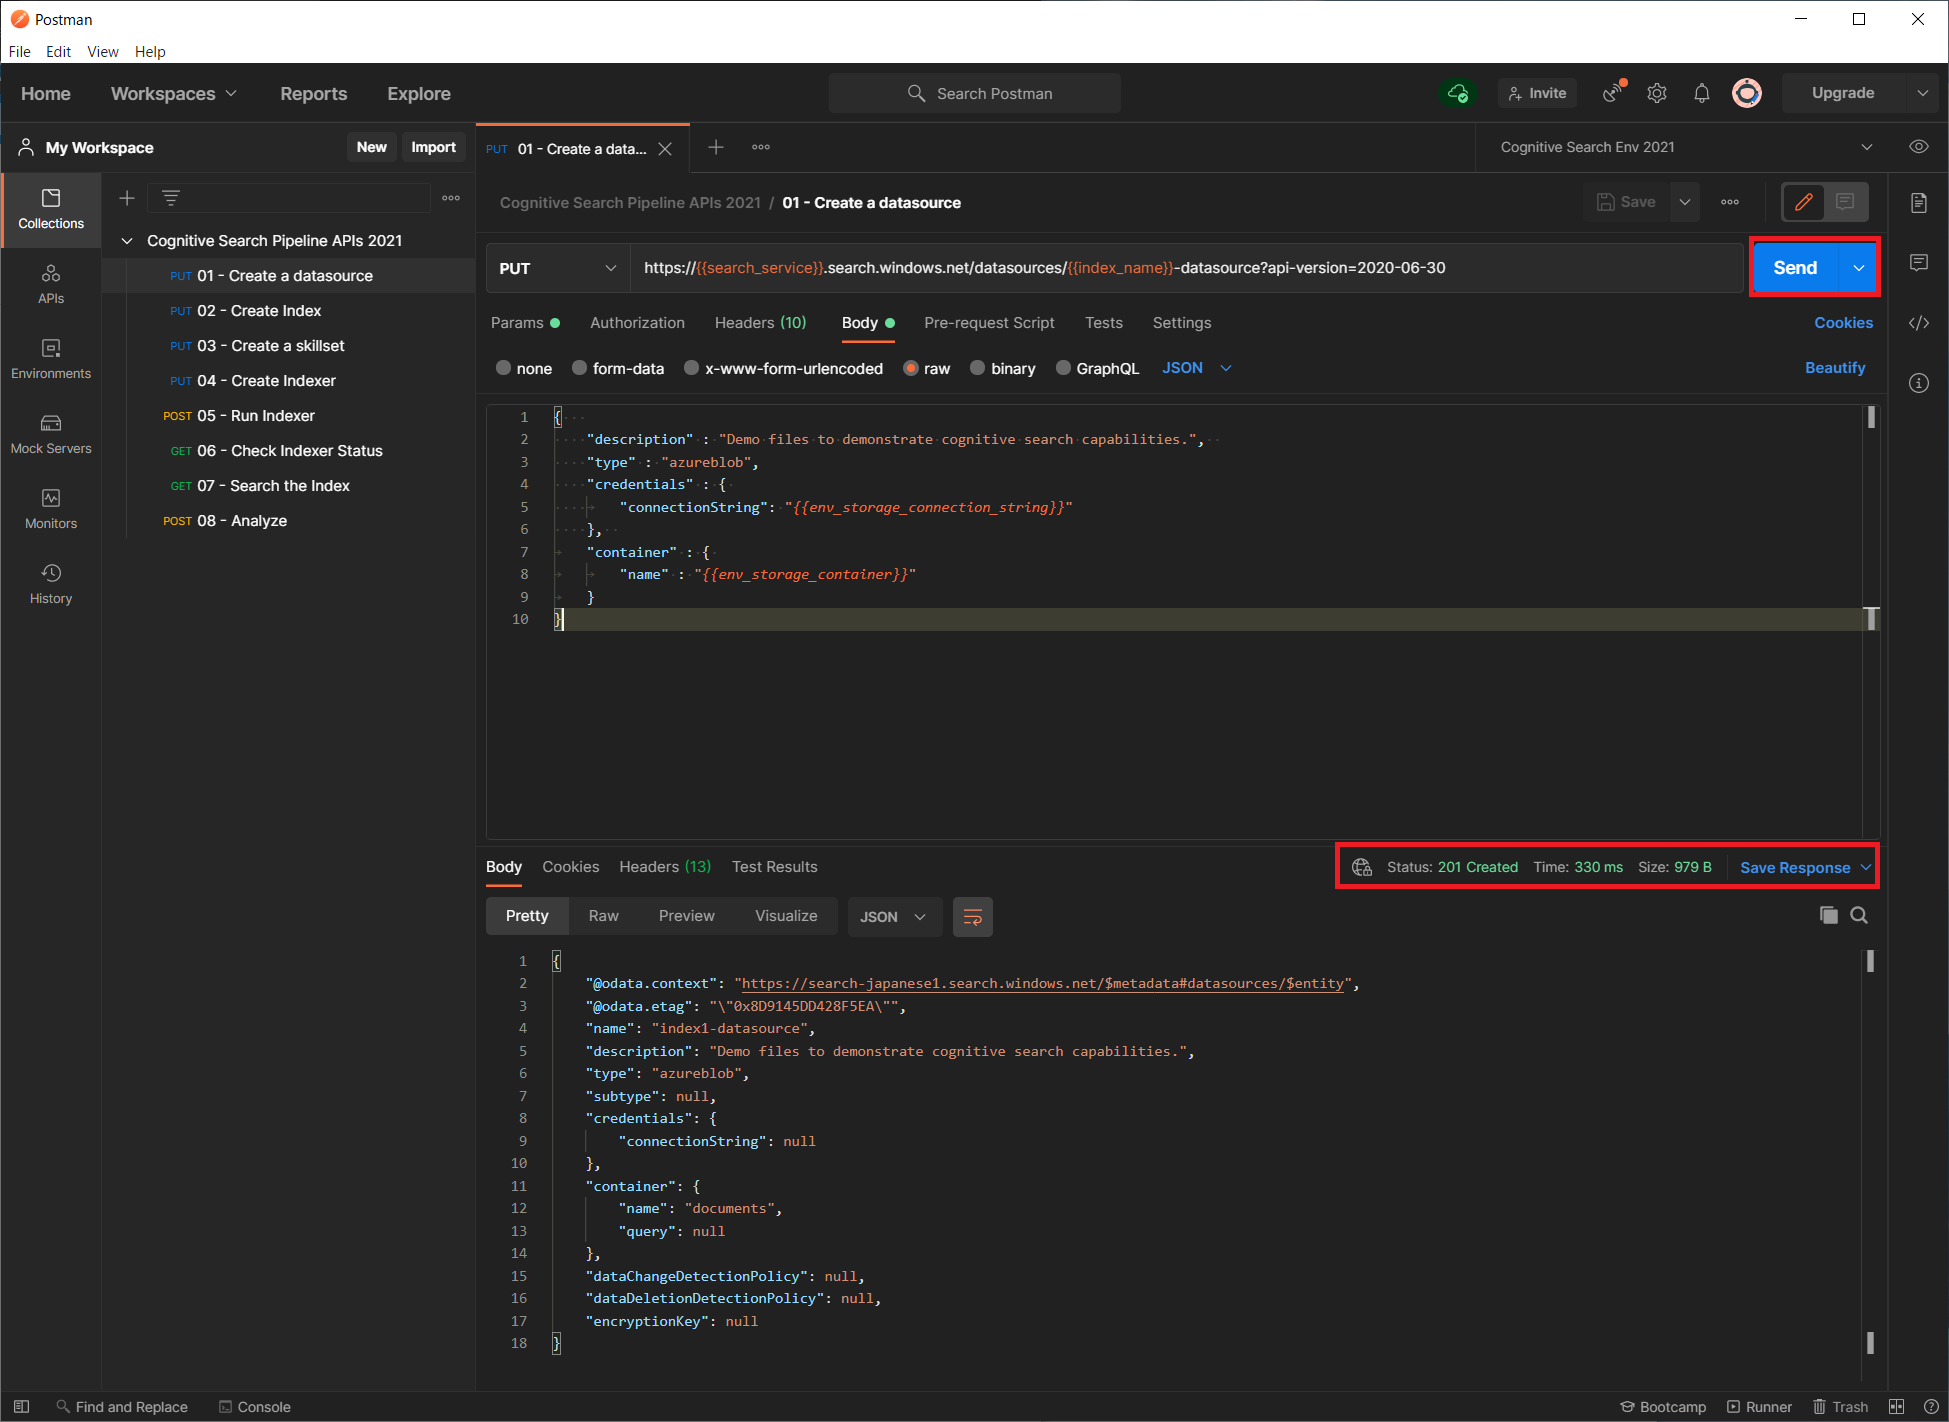 Postman
File Edit View Help
Home Workspaces Reports Explore Search Postman Invite Upgrade
My Workspace New Import PUT 01 - Create a data... Cognitive Search Env 2021
Collections
APIs
Environments
Mock Servers
Monitors
History
Cognitive Search Pipeline APIs 2021
PUT 01 - Create a datasource
PUT 02 - Create Index
PUT 03 - Create a skillset
PUT 04 - Create Indexer
POST 05 - Run Indexer
GET 06 - Check Indexer Status
GET 07 - Search the Index
POST 08 - Analyze
Cognitive Search Pipeline APIs 2021 / 01 - Create a datasource Save
PUT https://{{search_service}}.search.windows.net/datasources/{{index_name}}-datasource?api-version=2020-06-30 Send
Params Authorization Headers (10) Body Pre-request Script Tests Settings Cookies
none form-data x-www-form-urlencoded raw binary GraphQL JSON Beautify
1 {
2 "description" : "Demo files to demonstrate cognitive search capabilities.",
3 "type" : "azureblob",
4 "credentials" : {
5 "connectionString": "{{env_storage_connection_string}}"
6 },
7 "container" : {
8 "name" : "{{env_storage_container}}"
9 }
10 }
Body Cookies Headers (13) Test Results Status: 201 Created Time: 330 ms Size: 979 B Save Response
Pretty Raw Preview Visualize JSON
1 {
2 "@odata.context": "https://search-japanese1.search.windows.net/$metadata#datasources/$entity",
3 "@odata.etag": "\"0x8D9145DD428F5EA\"",
4 "name": "index1-datasource",
5 "description": "Demo files to demonstrate cognitive search capabilities.",
6 "type": "azureblob",
7 "subtype": null,
8 "credentials": {
9 "connectionString": null
10 },
11 "container": {
12 "name": "documents",
13 "query": null
14 },
15 "dataChangeDetectionPolicy": null,
16 "dataDeletionDetectionPolicy": null,
17 "encryptionKey": null
18 }
Find and Replace Console Bootcamp Runner Trash